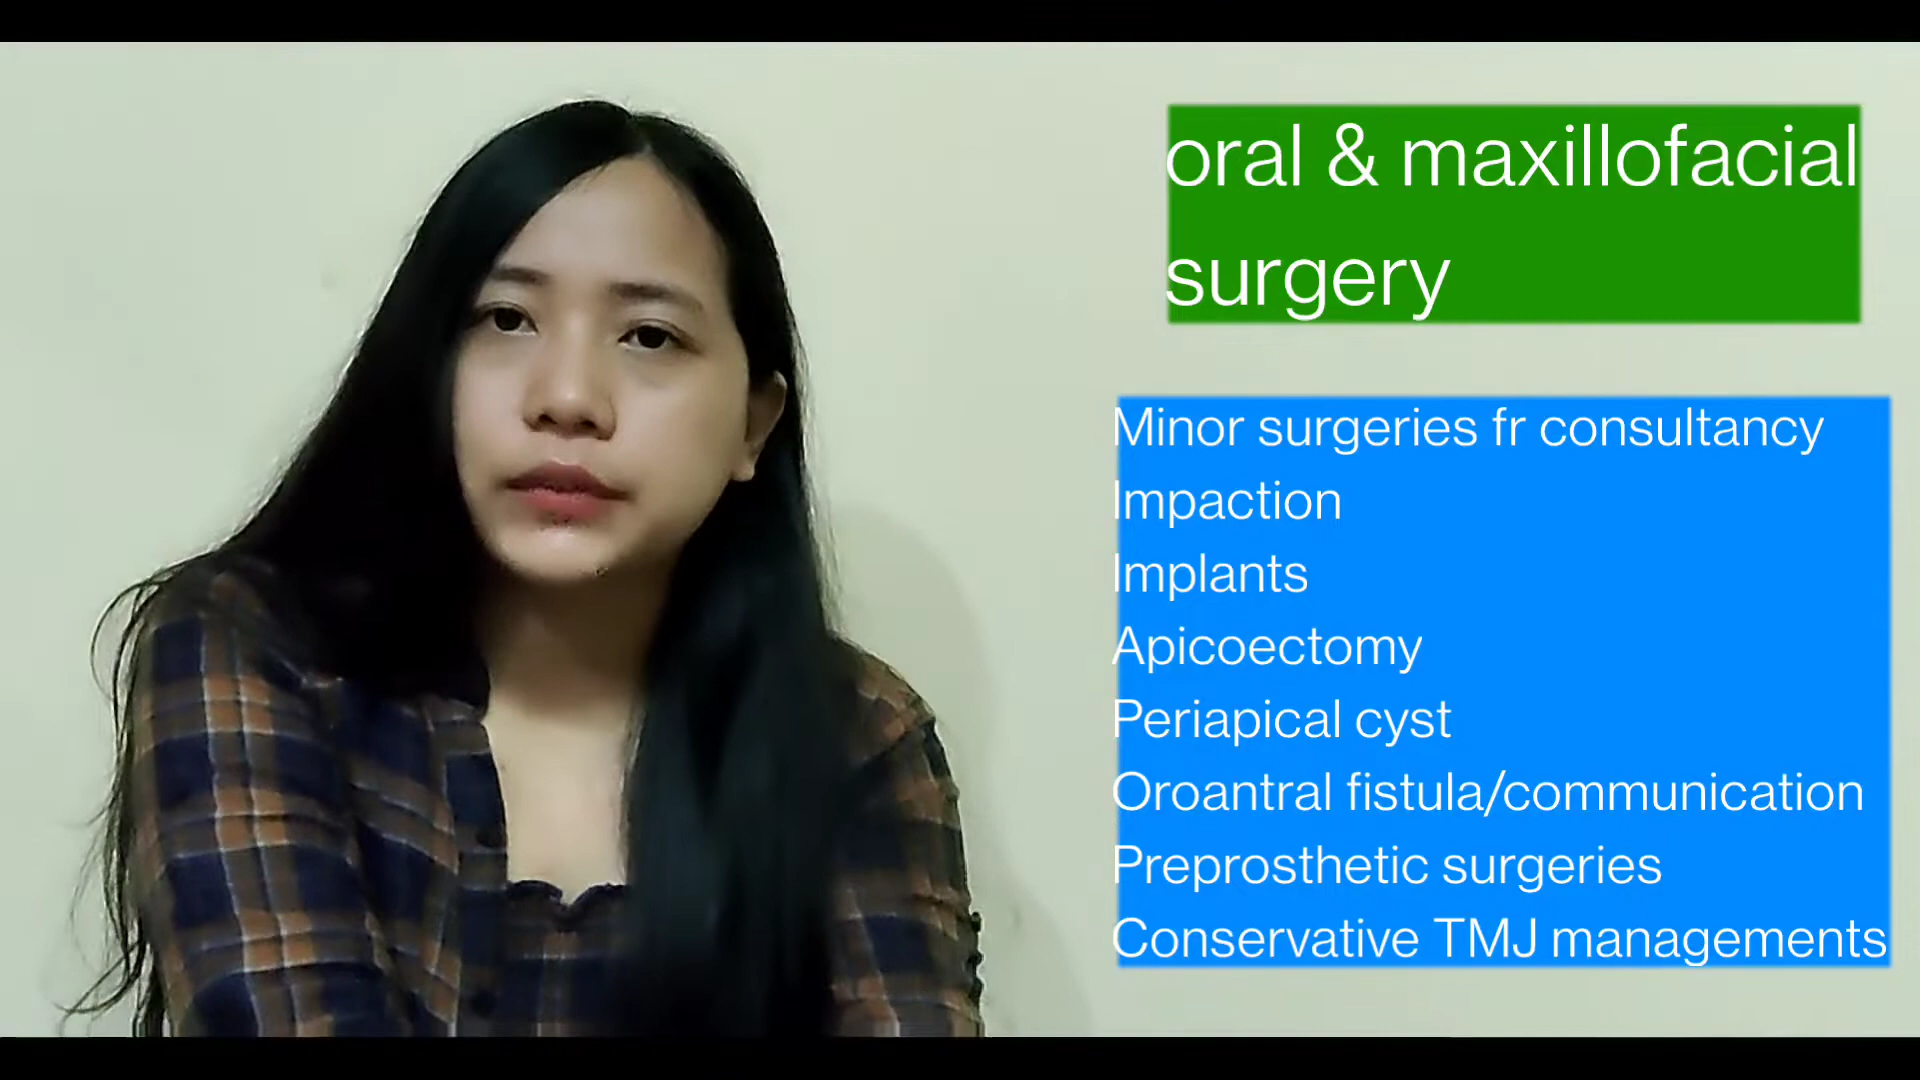 oral & maxillofacial
surgery
Minor surgeries fr consultancy
Impaction
Implants
Apicoectomy
Periapical cyst
Oroantral fistula/communication
Preprosthetic surgeries
Conservative TMJ managements